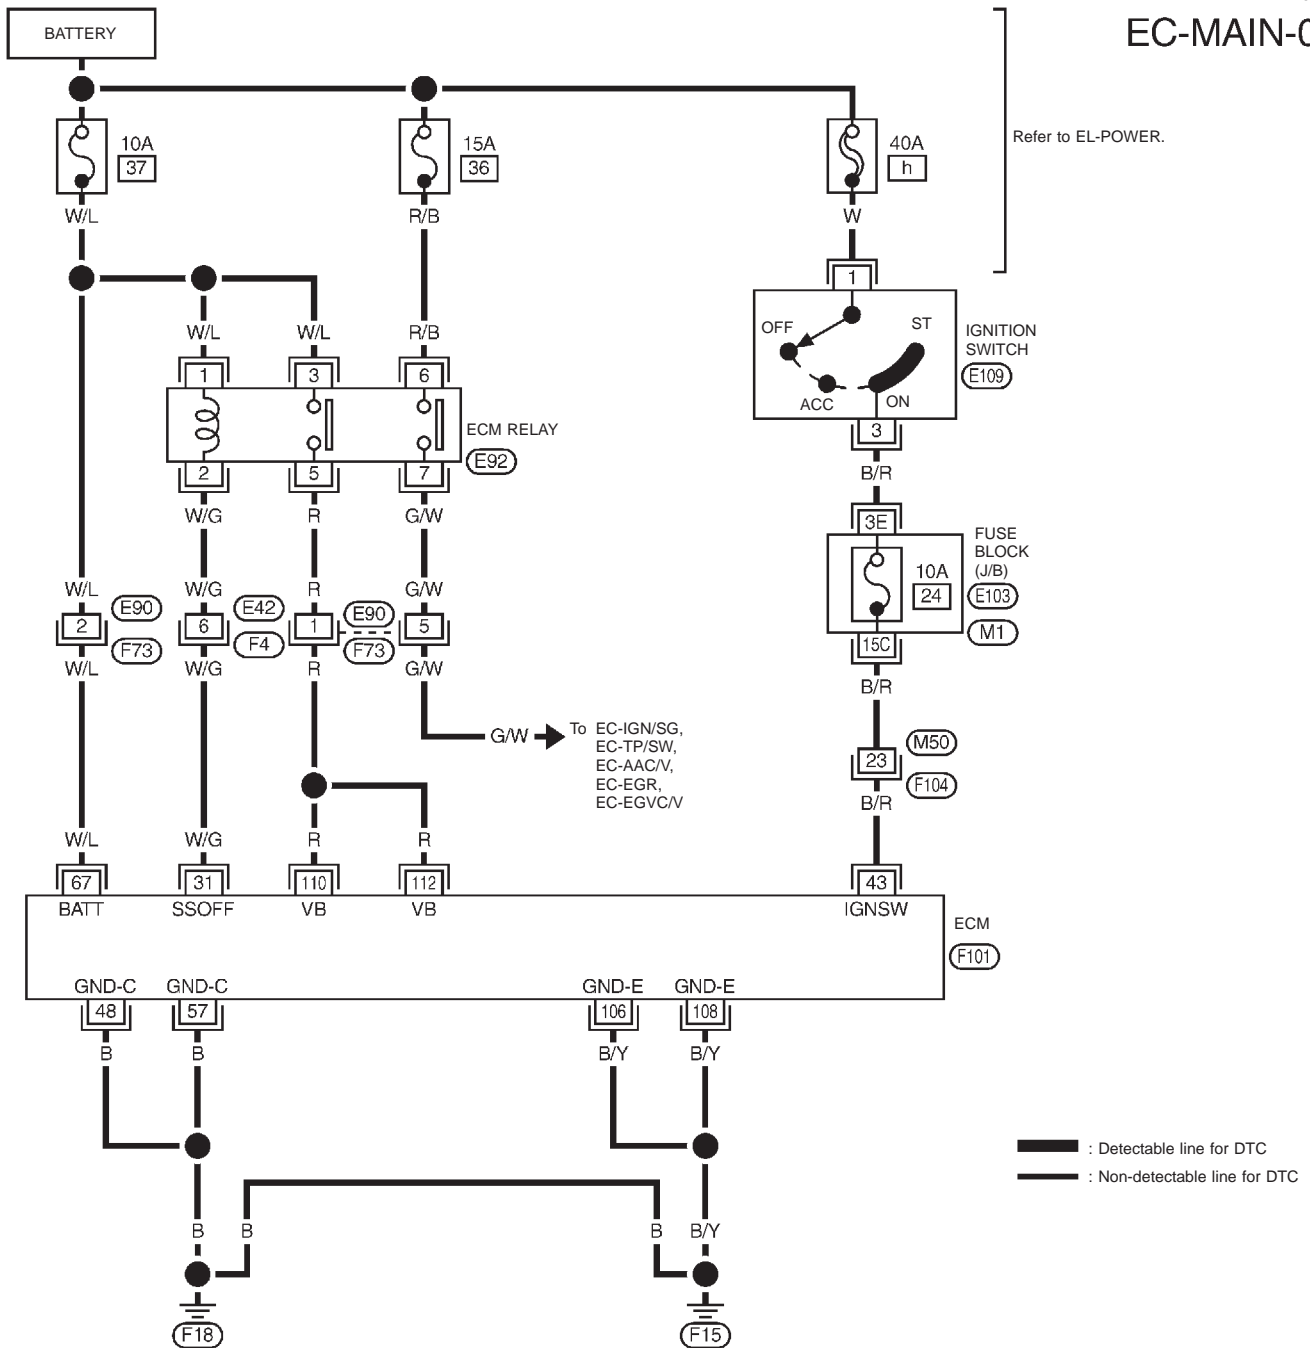 EC-MAIN-0
BATTERY
Refer to EL-POWER.
10A
37
15A
36
40A
h
W/L
R/B
W
1
W/L
W/L
R/B
OFF
ST
IGNITION
SWITCH
E109
ACC
ON
1
3
6
ECM RELAY
E92
3
2
5
7
B/R
W/G
R
G/W
3E
FUSE
BLOCK
(J/B)
10A
24
E103
M1
W/L
W/G
R
G/W
2
E90
F73
6
E42
F4
1
E90
F73
5
15C
W/L
W/G
R
G/W
B/R
G/W
To EC-IGN/SG,
EC-TP/SW,
EC-AAC/V,
EC-EGR,
EC-EGVC/V
23
M50
F104
B/R
W/L
W/G
R
R
67
31
110
112
43
BATT
SSOFF
VB
VB
IGNSW
ECM
F101
GND-C
GND-C
GND-E
GND-E
48
57
106
108
B
B
B/Y
B/Y
: Detectable line for DTC
: Non-detectable line for DTC
B
B
B
B/Y
F18
F15